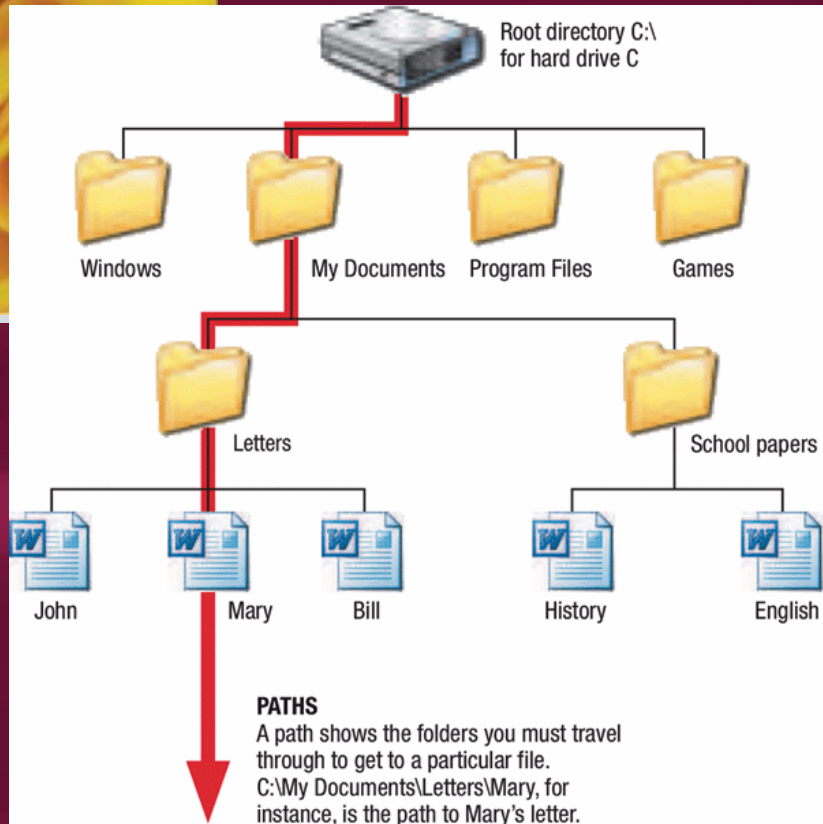 Root directory C:\
for hard drive C
Windows
My Documents
Program Files
Games
Letters
School papers
W
W
W
W
W
John
Mary
Bill
History
English
PATHS
A path shows the folders you must travel
through to get to a particular file.
C:\My Documents\Letters\Mary, for
instance, is the path to Mary's letter.